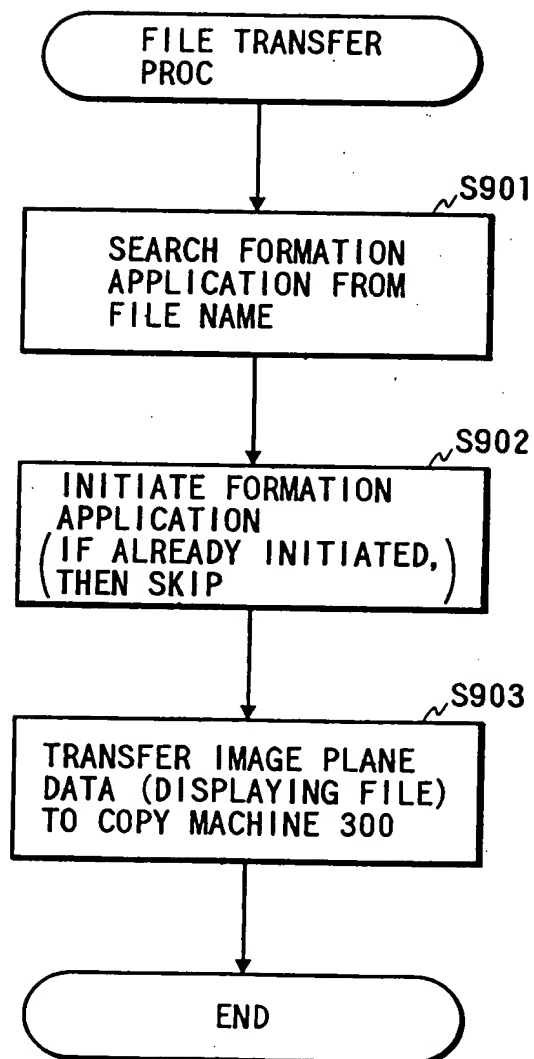 FILE TRANSFER
PROC
S901
SEARCH FORMATION
APPLICATION FROM
FILE NAME
S902
INITIATE FORMATION
APPLICATION
(IF ALREADY INITIATED,
THEN SKIP)
S903
TRANSFER IMAGE PLANE
DATA (DISPLAYING FILE)
TO COPY MACHINE 300
END